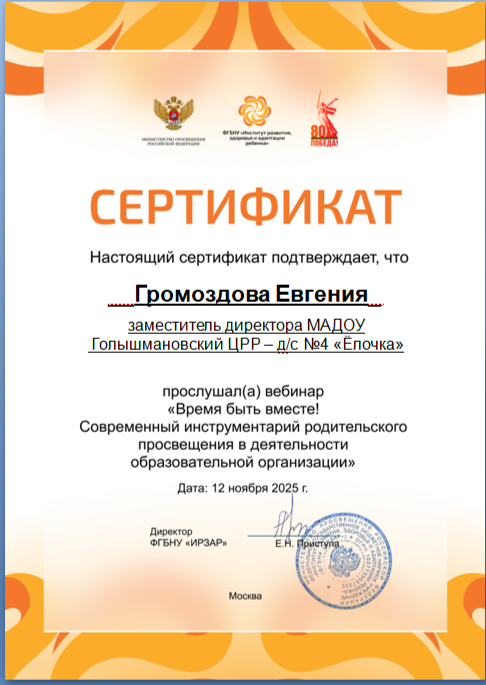 МИНИСТЕРСТВО ПРОСВЕЩЕНИЯ
РОССИЙСКОЙ ФЕДЕРАЦИИ
ФГБНУ «Институт развития,
здоровья и адаптации
ребенка»
80
ПОБЕДА!
СЕРТИФИКАТ
Настоящий сертификат подтверждает, что
Громоздова Евгения
заместитель директора МАДОУ
Голышмановский ЦРР – д/с №4 «Ёлочка»
прослушал(а) вебинар
«Время быть вместе!
Современный инструментарий родительского
просвещения в деятельности
образовательной организации»
Дата: 12 ноября 2025 г.
Директор
ФГБНУ «ИРЗАР»
Е.Н. Приступа
Москва